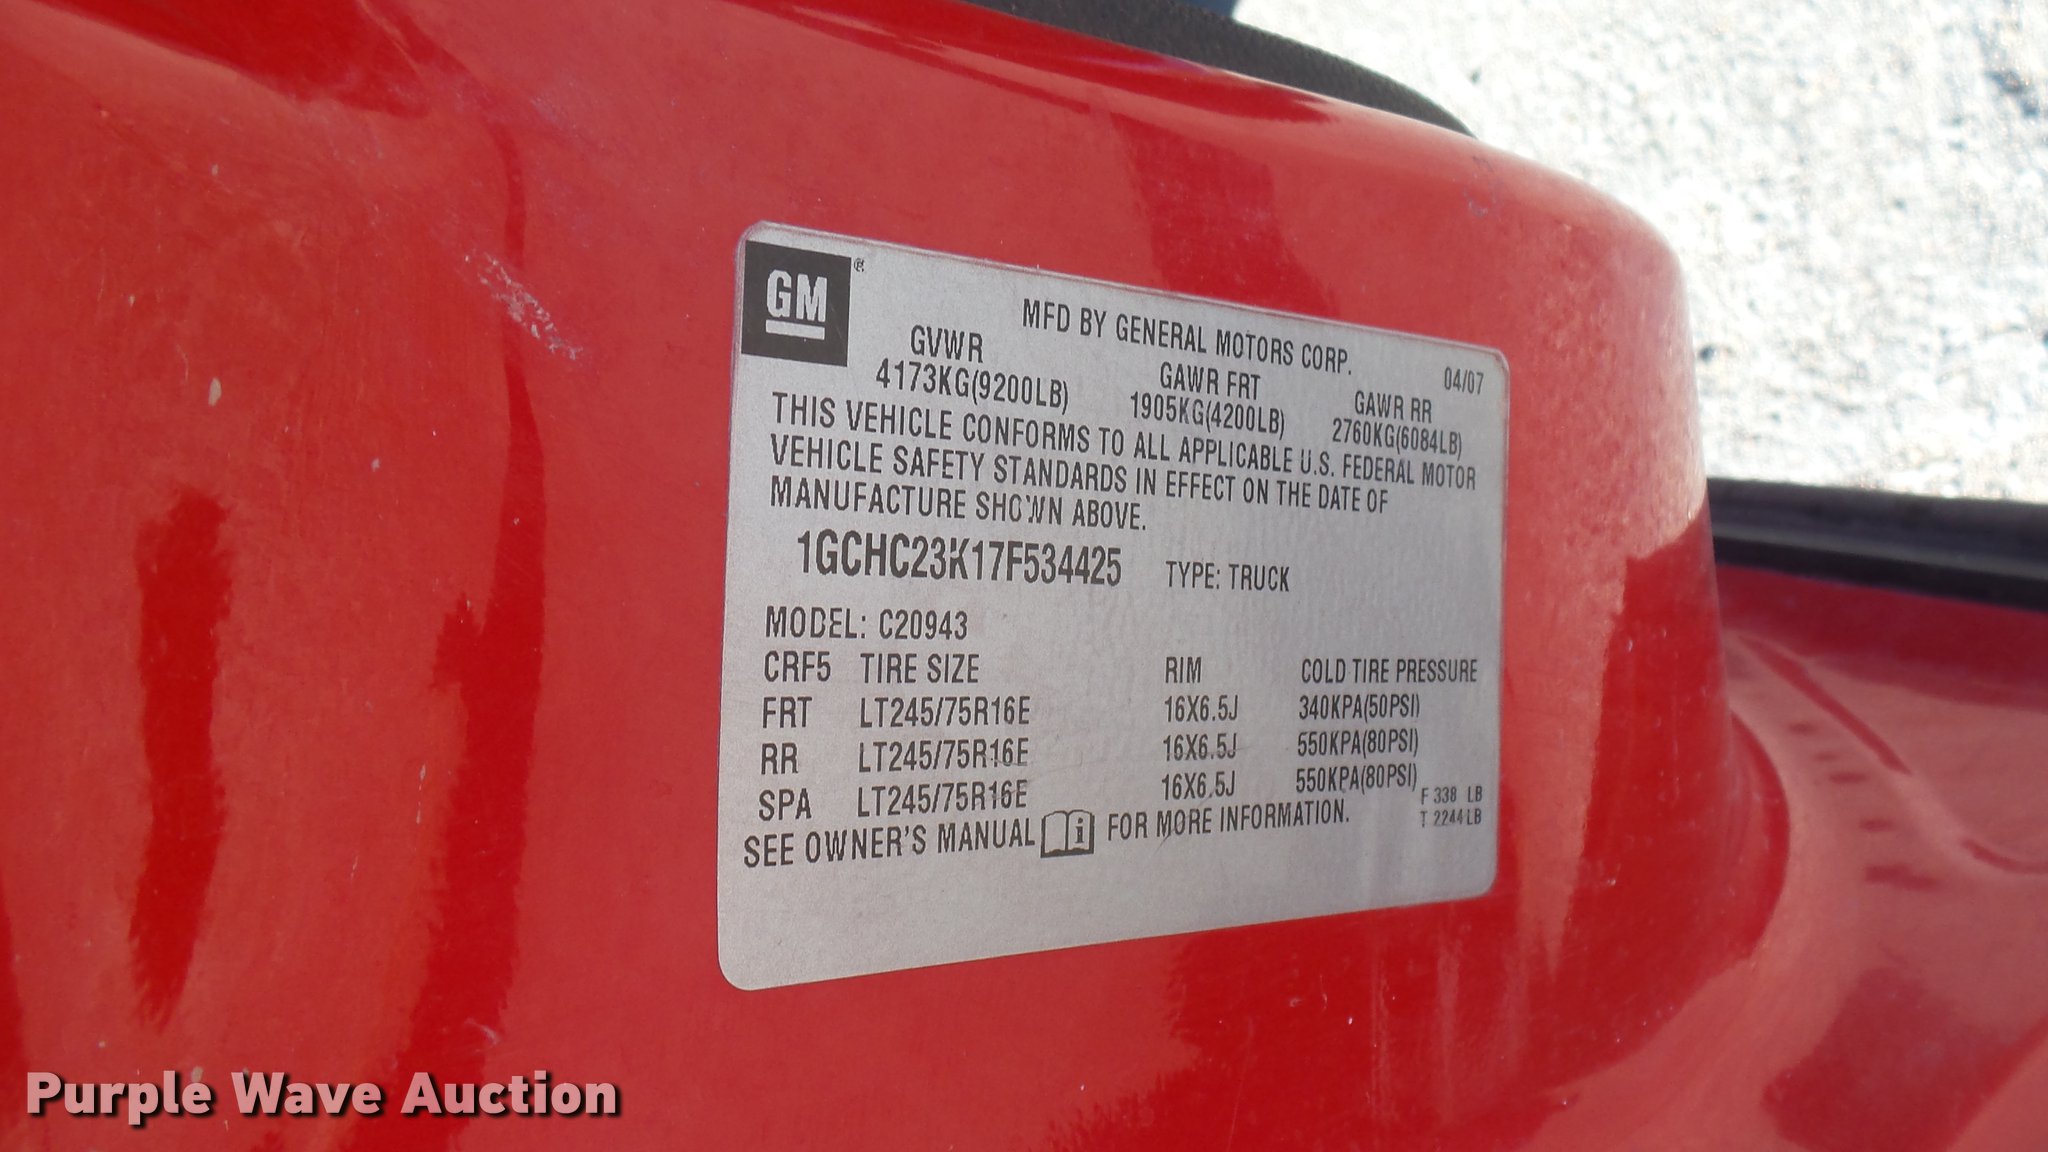 GM
MFD BY GENERAL MOTORS CORP.
04/07
GVWR GAWR FRT GAWR RR
4173KG(9200LB) 1905KG(4200LB) 2760KG(6084LB)
THIS VEHICLE CONFORMS TO ALL APPLICABLE U.S. FEDERAL MOTOR
VEHICLE SAFETY STANDARDS IN EFFECT ON THE DATE OF
MANUFACTURE SHOWN ABOVE.
1GCHC23K17F534425 TYPE: TRUCK
MODEL: C20943
CRF5 TIRE SIZE RIM COLD TIRE PRESSURE
FRT LT245/75R16E 16X6.5J 340KPA(50PSI)
RR LT245/75R16E 16X6.5J 550KPA(80PSI)
SPA LT245/75R16E 16X6.5J 550KPA(80PSI)
F 338 LB
T 2244LB
SEE OWNER'S MANUAL FOR MORE INFORMATION.
Purple Wave Auction